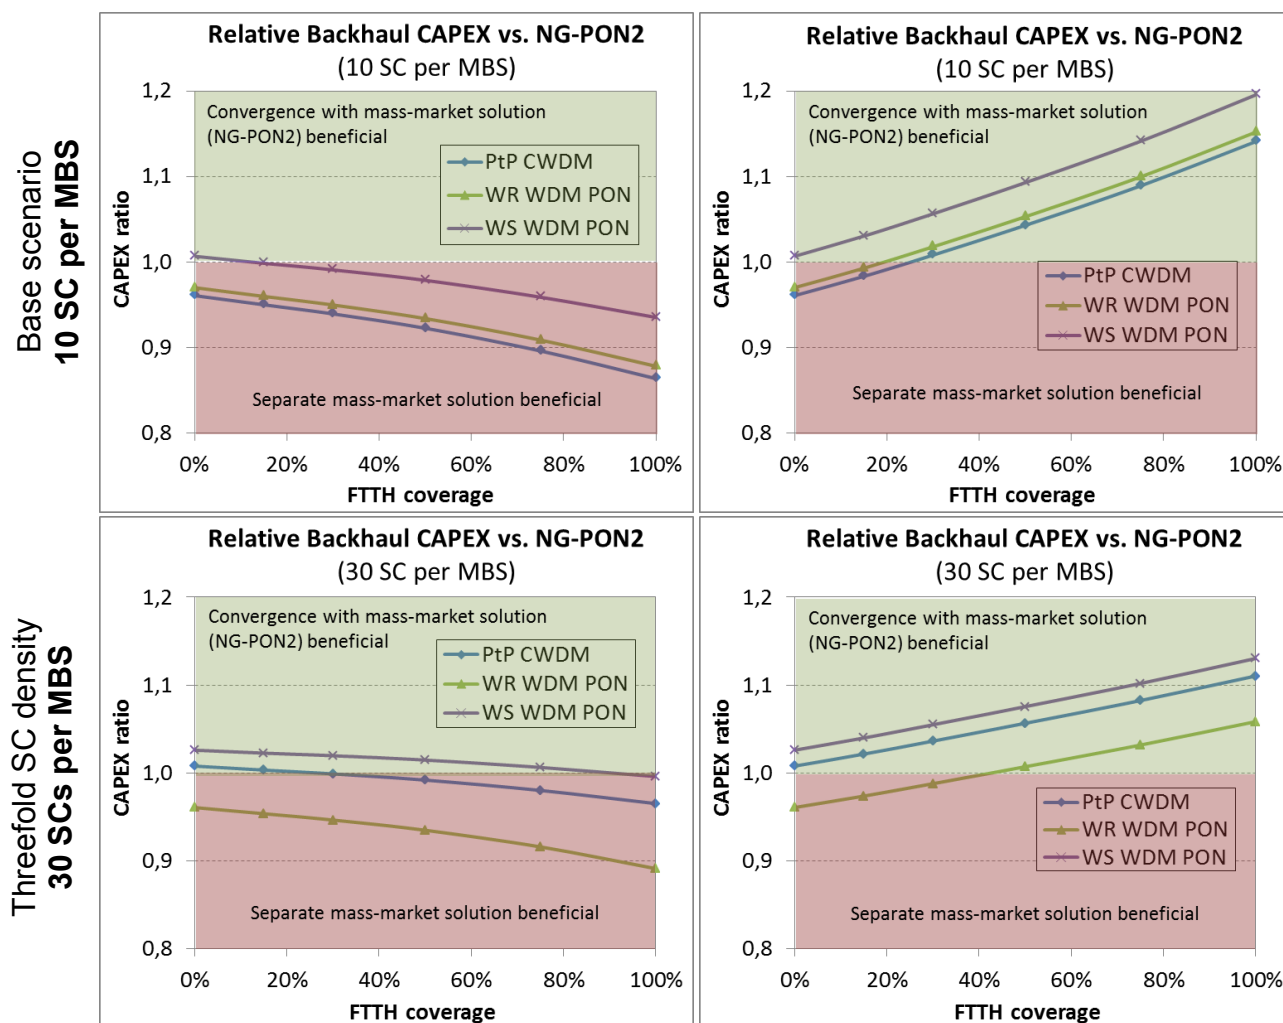 Base scenario
10 SC per MBS
Relative Backhaul CAPEX vs. NG-PON2
(10 SC per MBS)
CAPEX ratio
1,2
1,1
1,0
0,9
0,8
Convergence with mass-market solution
(NG-PON2) beneficial
PtP CWDM
WR WDM PON
WS WDM PON
Separate mass-market solution beneficial
0% 20% 40% 60% 80% 100%
FTTH coverage
Relative Backhaul CAPEX vs. NG-PON2
(10 SC per MBS)
CAPEX ratio
1,2
1,1
1,0
0,9
0,8
Convergence with mass-market solution
(NG-PON2) beneficial
PtP CWDM
WR WDM PON
WS WDM PON
Separate mass-market solution beneficial
0% 20% 40% 60% 80% 100%
FTTH coverage
Threefold SC density
30 SCs per MBS
Relative Backhaul CAPEX vs. NG-PON2
(30 SC per MBS)
CAPEX ratio
1,2
1,1
1,0
0,9
0,8
Convergence with mass-market solution
(NG-PON2) beneficial
PtP CWDM
WR WDM PON
WS WDM PON
Separate mass-market solution beneficial
0% 20% 40% 60% 80% 100%
FTTH coverage
Relative Backhaul CAPEX vs. NG-PON2
(30 SC per MBS)
CAPEX ratio
1,2
1,1
1,0
0,9
0,8
Convergence with mass-market solution
(NG-PON2) beneficial
PtP CWDM
WR WDM PON
WS WDM PON
Separate mass-market solution beneficial
0% 20% 40% 60% 80% 100%
FTTH coverage